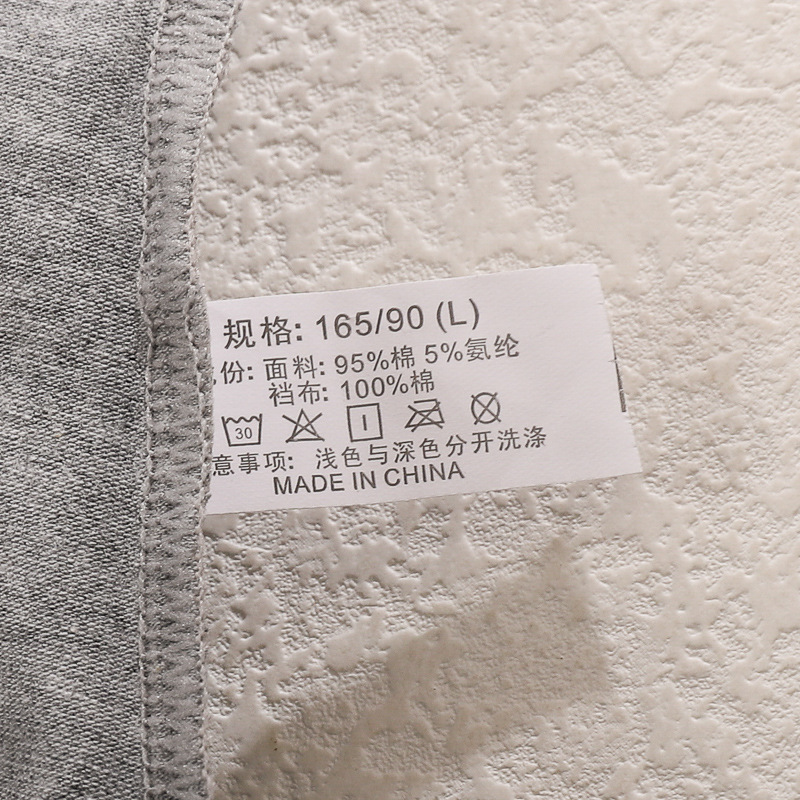 规格: 165/90 (L)
份: 面料: 95%棉 5%氨纶
裆布: 100%棉
30
意事项: 浅色与深色分开洗涤
MADE IN CHINA